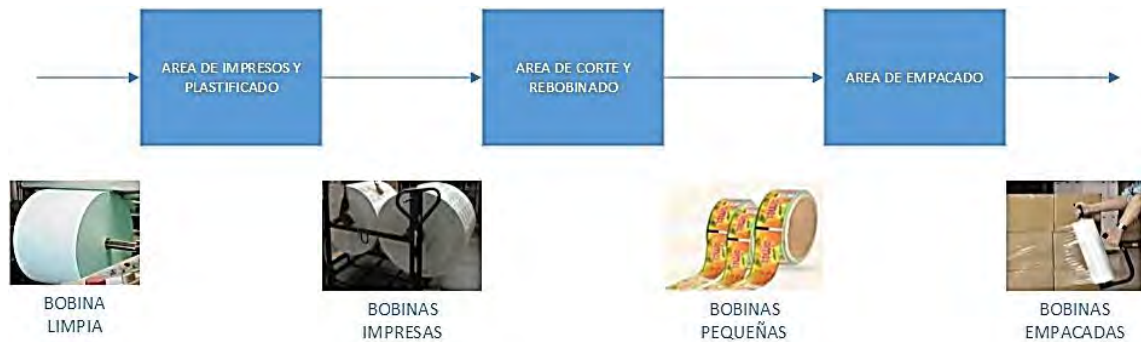 AREA DE IMPRESOS Y
PLASTIFICADO
AREA DE CORTE Y
REBOBINADO
AREA DE EMPACADO
BOBINA
LIMPIA
BOBINAS
IMPRESAS
BOBINAS
PEQUEÑAS
BOBINAS
EMPACADAS